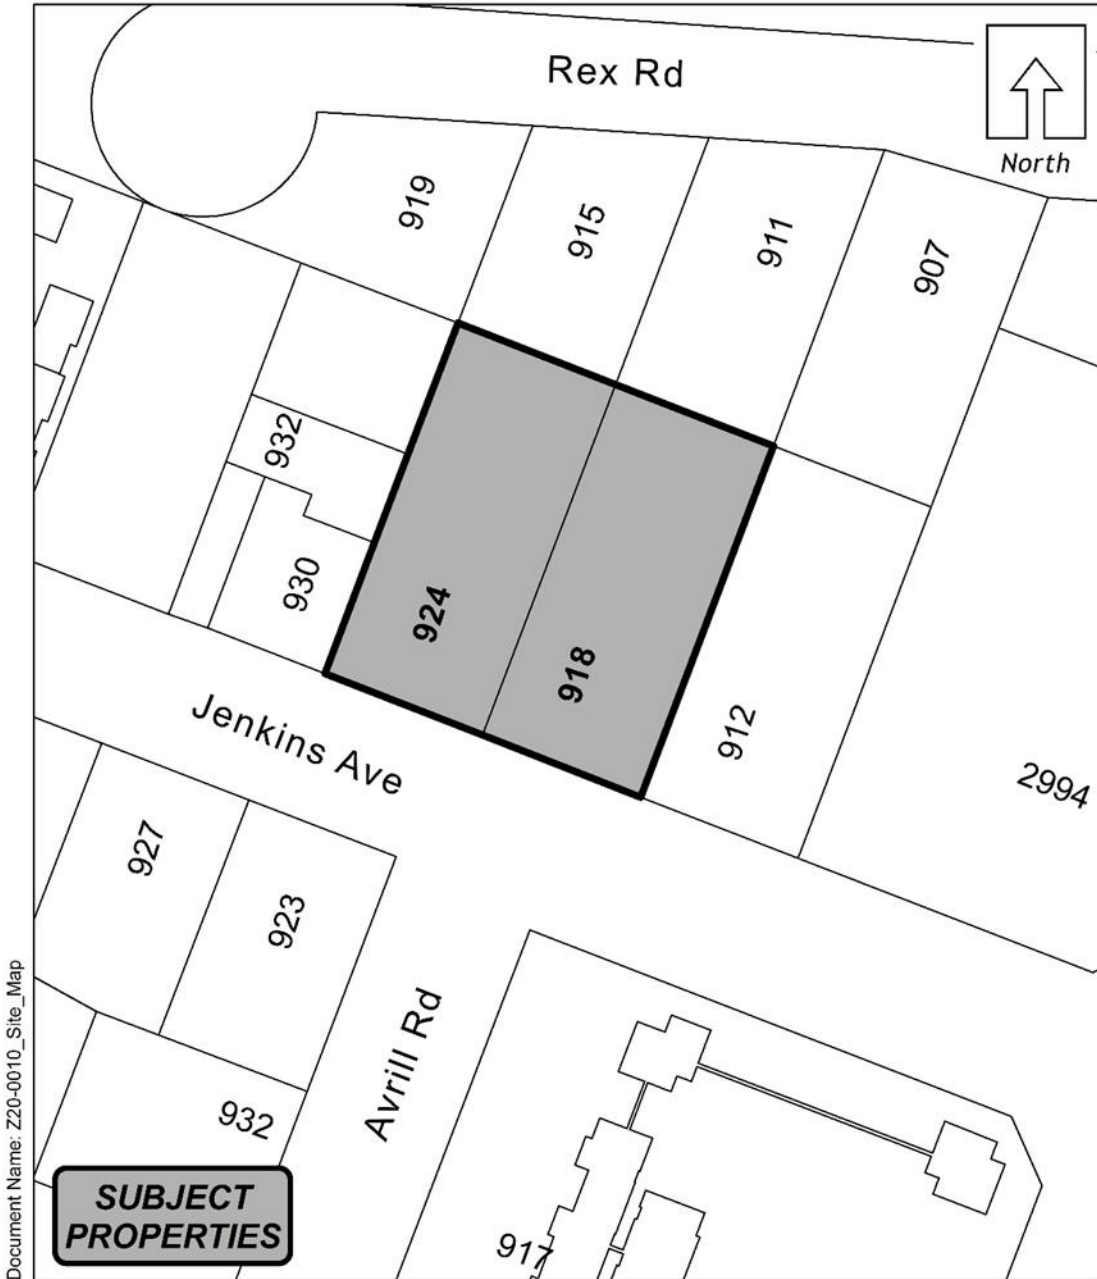 Rex Rd
North
919
915
911
907
932
930
924
918
912
2994
Jenkins Ave
927
923
Avrill Rd
932
917
SUBJECT
PROPERTIES
Document Name: Z20-0010_Site_Map